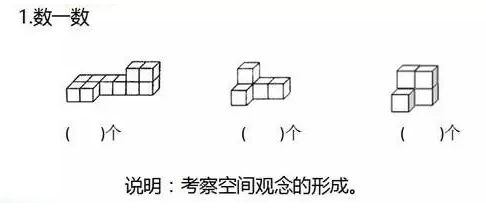 1.数一数
(　　)个　(　　)个　(　　)个
说明：考察空间观念的形成。